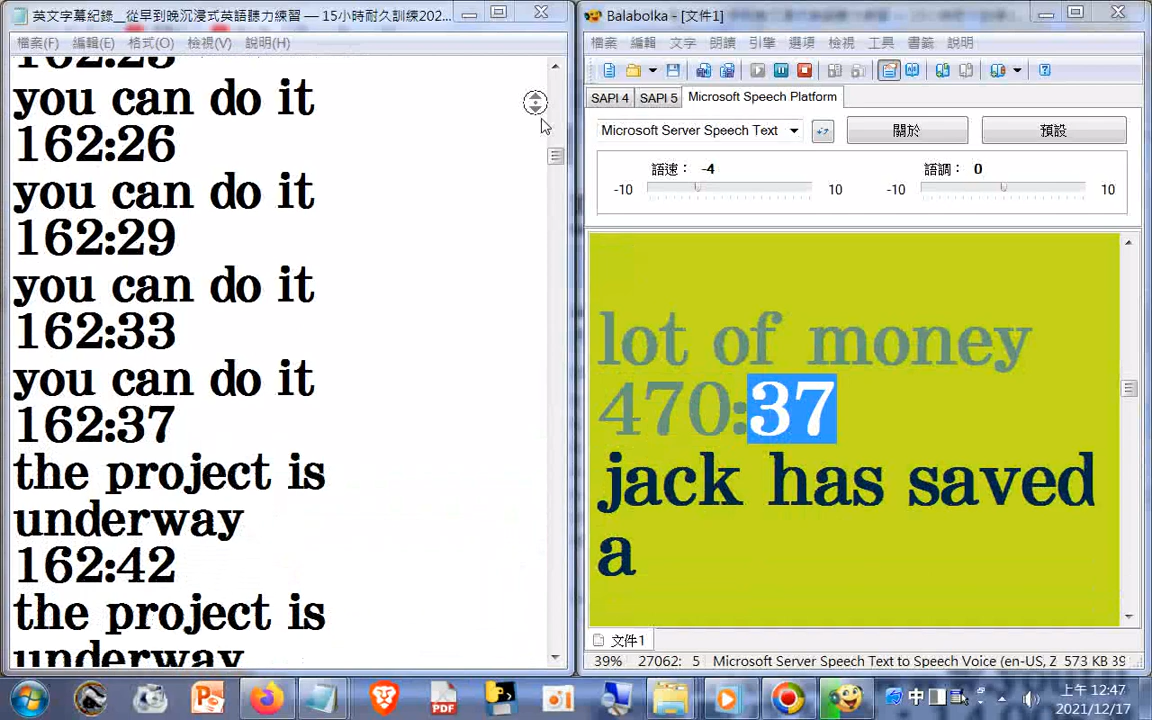 英文字幕紀錄__從早到晚沉浸式英語聽力練習 — 15小時耐久訓練202...
檔案(F) 編輯(E) 格式(O) 檢視(V) 說明(H)
162:23
you can do it
162:26
you can do it
162:29
you can do it
162:33
you can do it
162:37
the project is
underway
162:42
the project is
underway
Balabolka - [文件1]
檔案 編輯 文字 朗讀 引擎 選項 檢視 工具 書籤 說明
SAPI 4 SAPI 5 Microsoft Speech Platform
Microsoft Server Speech Text 關於 預設
語速： -4 語調： 0
-10 10 -10 10
lot of money
470:37
jack has saved
a
文件1
39% 27062: 5 Microsoft Server Speech Text to Speech Voice (en-US, Z 573 KB 39
中 上午 12:47
2021/12/17